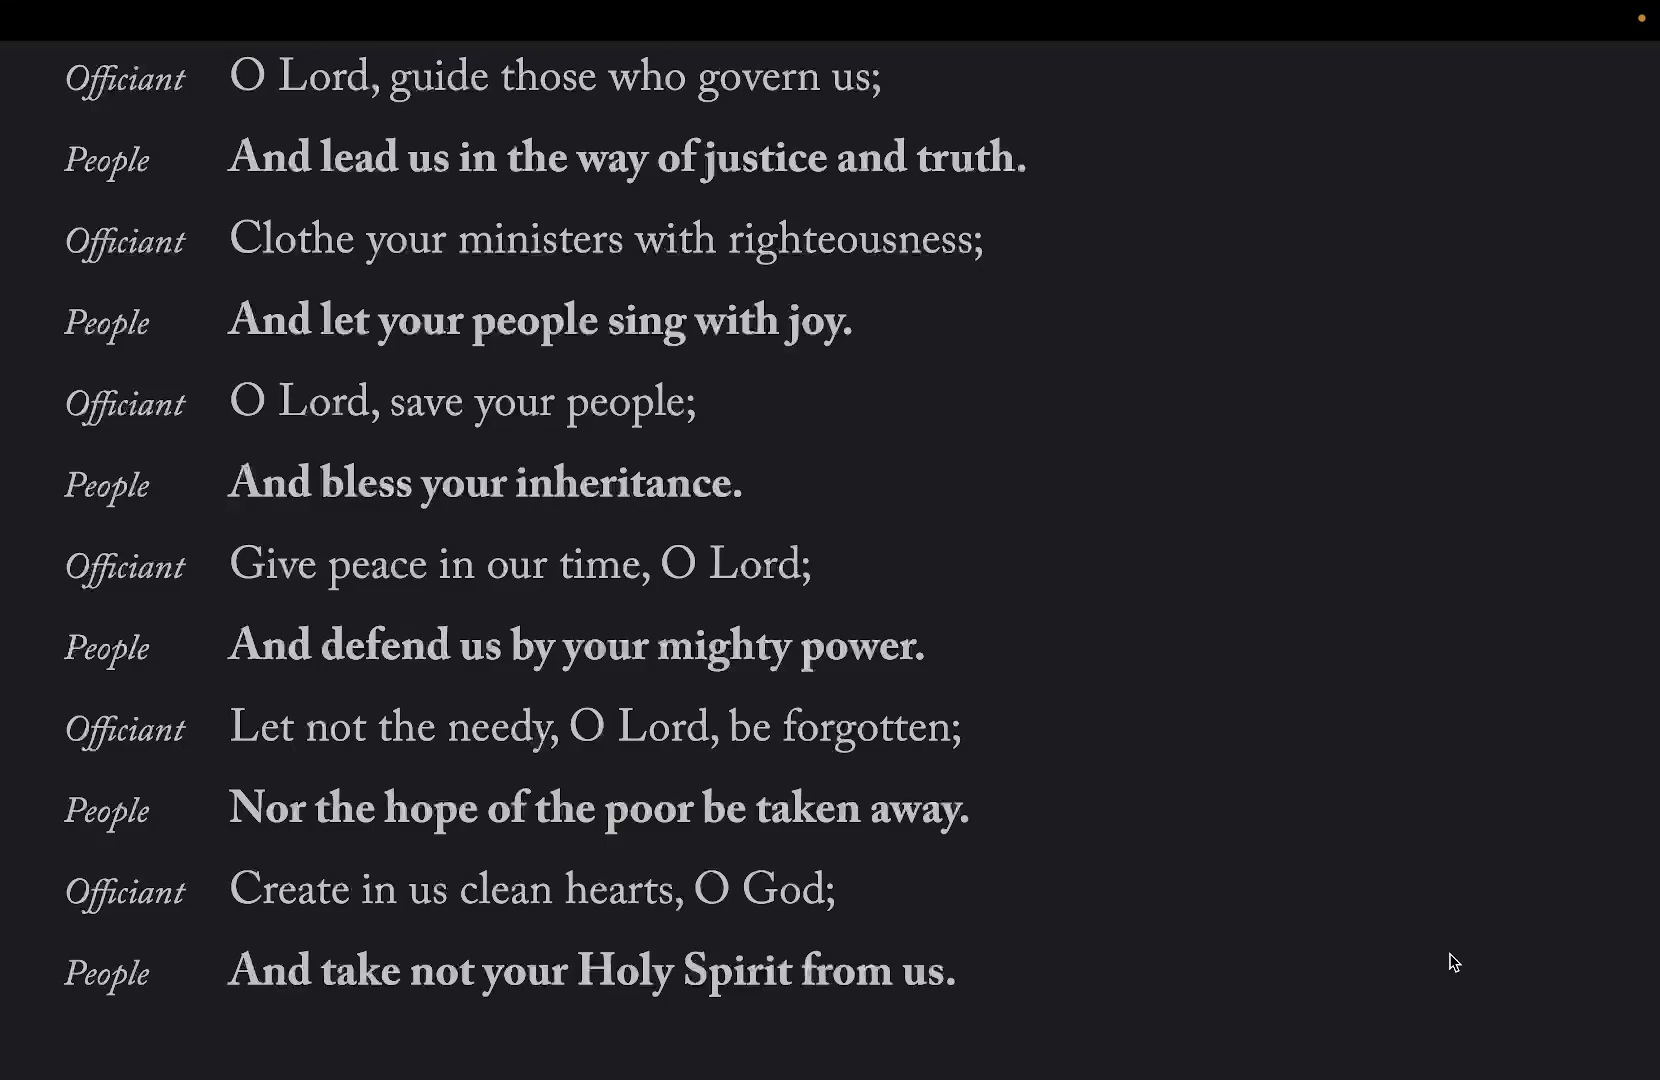 Officiant O Lord, guide those who govern us;
People And lead us in the way of justice and truth.
Officiant Clothe your ministers with righteousness;
People And let your people sing with joy.
Officiant O Lord, save your people;
People And bless your inheritance.
Officiant Give peace in our time, O Lord;
People And defend us by your mighty power.
Officiant Let not the needy, O Lord, be forgotten;
People Nor the hope of the poor be taken away.
Officiant Create in us clean hearts, O God;
People And take not your Holy Spirit from us.